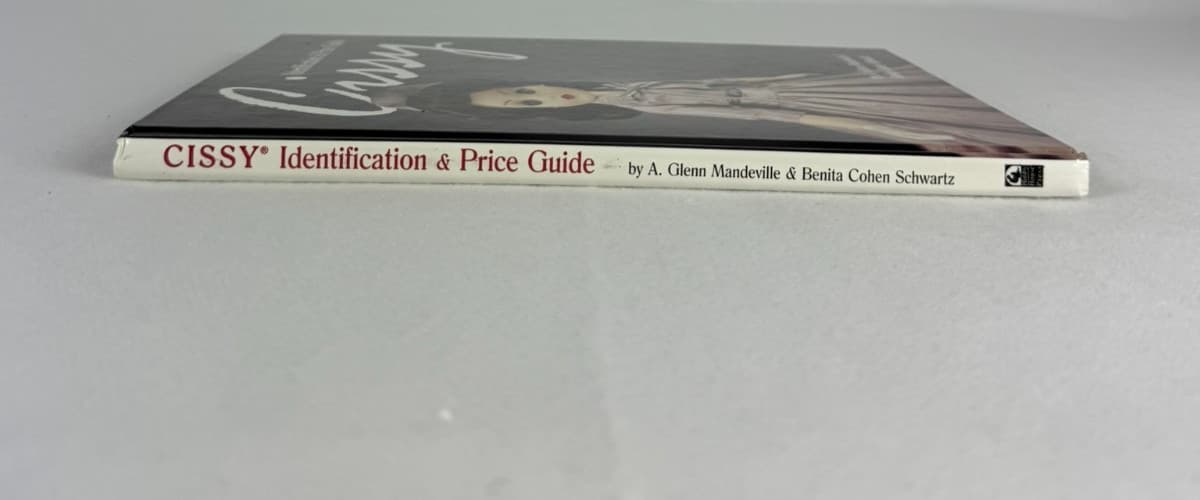 Cissy
CISSY® Identification & Price Guide by A. Glenn Mandeville & Benita Cohen Schwartz